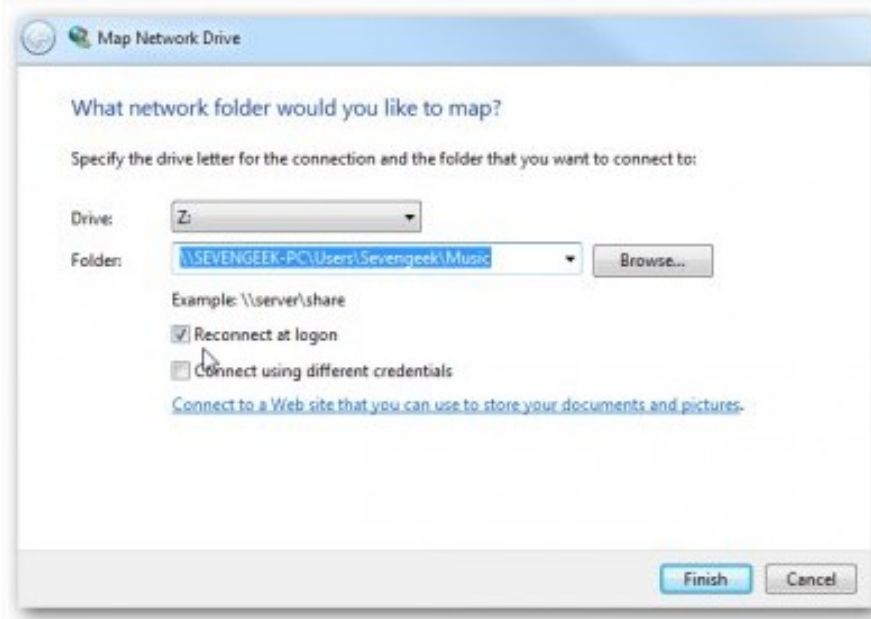 Map Network Drive
What network folder would you like to map?
Specify the drive letter for the connection and the folder that you want to connect to:
Drive: Z:
Folder: \\SEVENGEEK-PC\Users\Sevengeek\Music Browse...
Example: \\server\share
Reconnect at logon
Connect using different credentials
Connect to a Web site that you can use to store your documents and pictures.
Finish Cancel